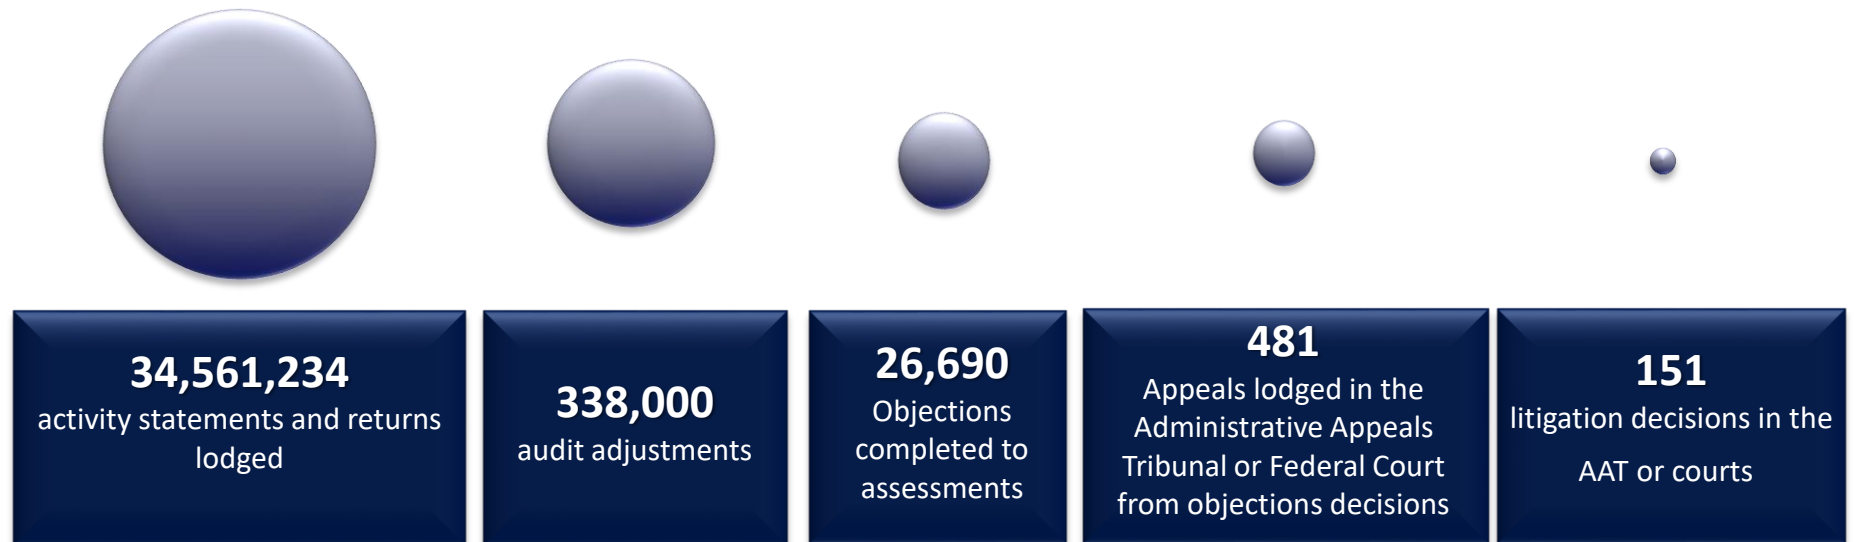 34,561,234
activity statements and returns
lodged
338,000
audit adjustments
26,690
Objections
completed to
assessments
481
Appeals lodged in the
Administrative Appeals
Tribunal or Federal Court
from objections decisions
151
litigation decisions in the
AAT or courts